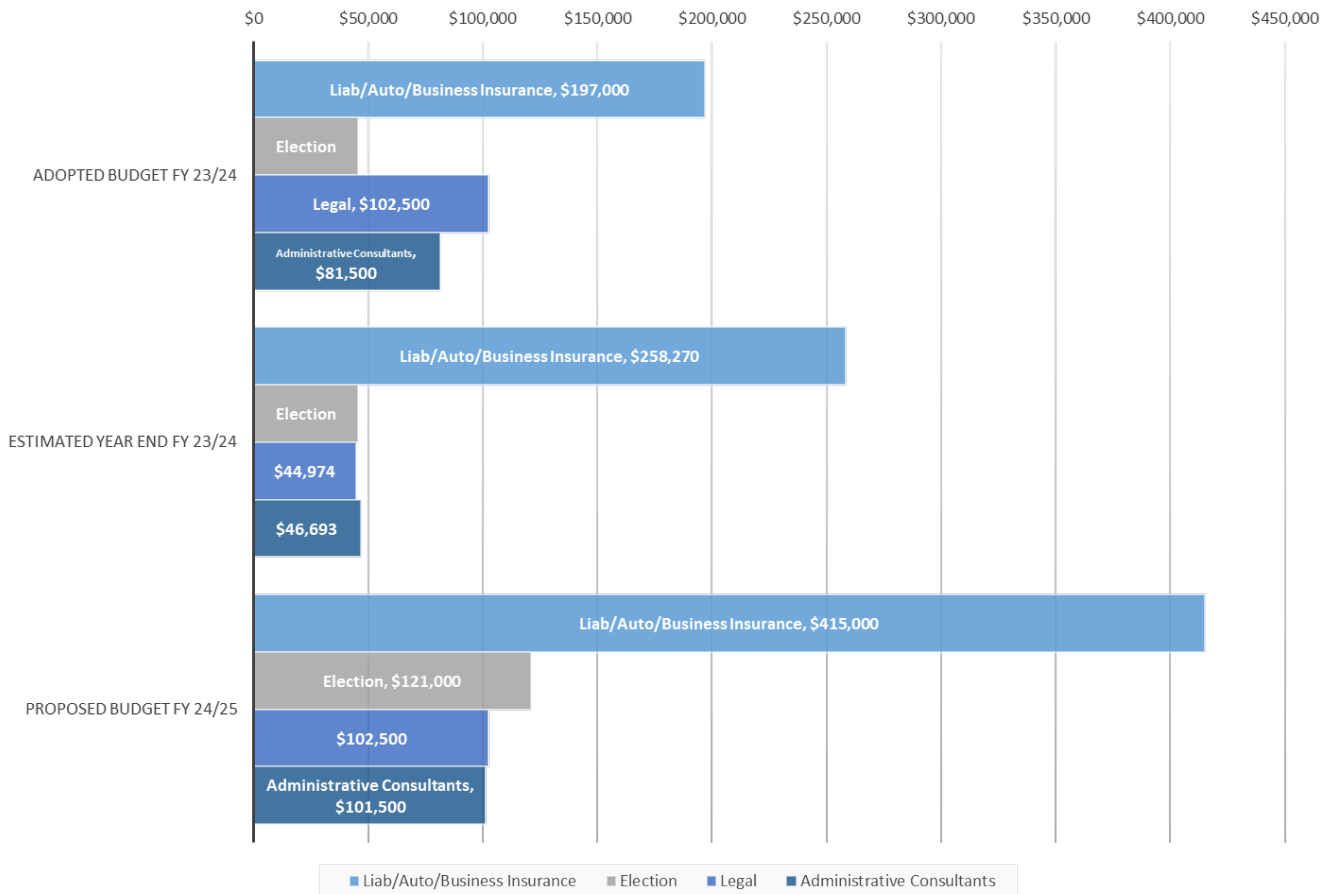 $0 $50,000 $100,000 $150,000 $200,000 $250,000 $300,000 $350,000 $400,000 $450,000
ADOPTED BUDGET FY 23/24
Liab/Auto/Business Insurance, $197,000
Election
Legal, $102,500
Administrative Consultants,
$81,500
ESTIMATED YEAR END FY 23/24
Liab/Auto/Business Insurance, $258,270
Election
$44,974
$46,693
PROPOSED BUDGET FY 24/25
Liab/Auto/Business Insurance, $415,000
Election, $121,000
$102,500
Administrative Consultants,
$101,500
Liab/Auto/Business Insurance Election Legal Administrative Consultants